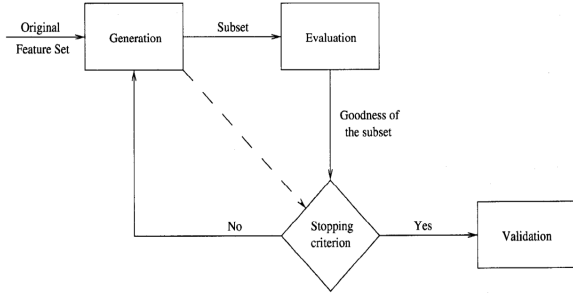 Original
Feature Set
Generation
Subset
Evaluation
Goodness of
the subset
No
Stopping
criterion
Yes
Validation